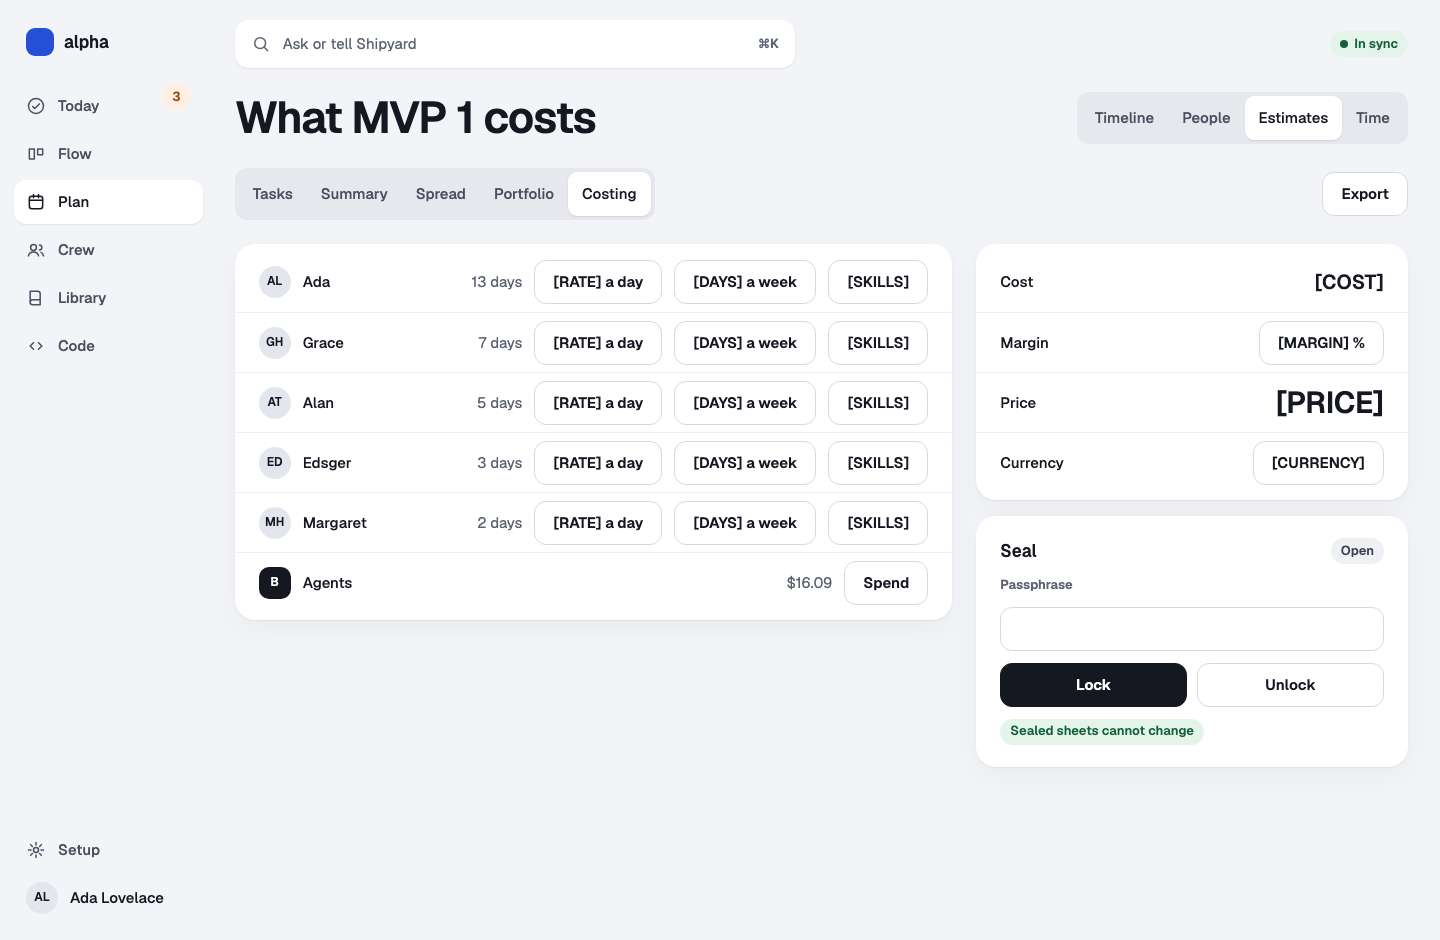 alpha
Ask or tell Shipyard ⌘K
In sync
Today 3
Flow
Plan
Crew
Library
Code
Setup
AL Ada Lovelace
What MVP 1 costs
Timeline People Estimates Time
Tasks Summary Spread Portfolio Costing
Export
AL Ada 13 days [RATE] a day [DAYS] a week [SKILLS]
GH Grace 7 days [RATE] a day [DAYS] a week [SKILLS]
AT Alan 5 days [RATE] a day [DAYS] a week [SKILLS]
ED Edsger 3 days [RATE] a day [DAYS] a week [SKILLS]
MH Margaret 2 days [RATE] a day [DAYS] a week [SKILLS]
B Agents $16.09 Spend
Cost [COST]
Margin [MARGIN] %
Price [PRICE]
Currency [CURRENCY]
Seal Open
Passphrase
Lock Unlock
Sealed sheets cannot change